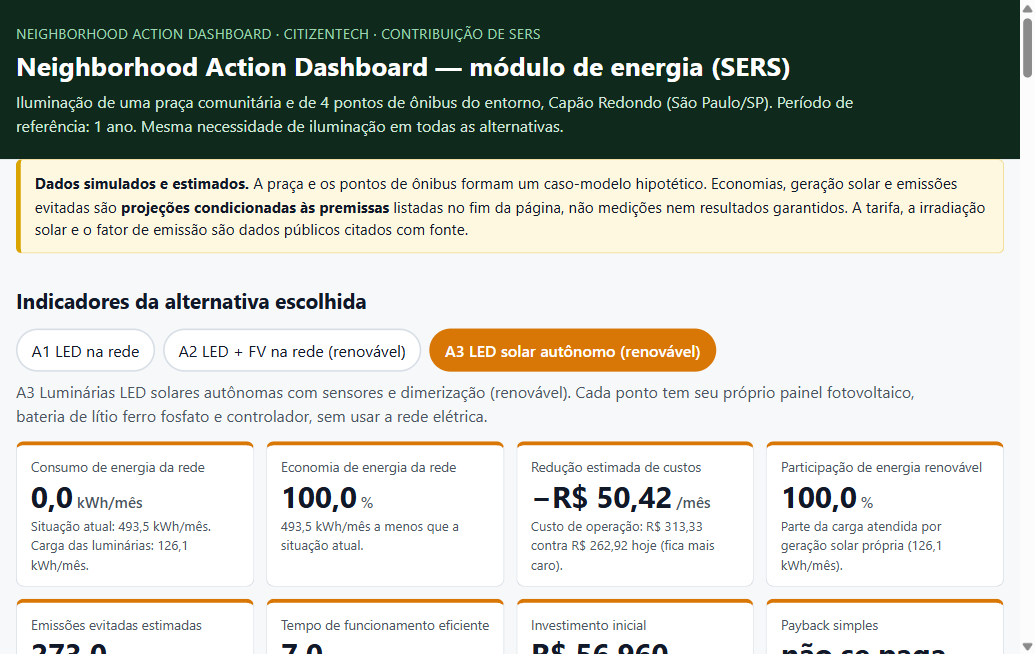 NEIGHBORHOOD ACTION DASHBOARD · CITIZENTECH · CONTRIBUIÇÃO DE SERS
Neighborhood Action Dashboard — módulo de energia (SERS)
Iluminação de uma praça comunitária e de 4 pontos de ônibus do entorno, Capão Redondo (São Paulo/SP). Período de
referência: 1 ano. Mesma necessidade de iluminação em todas as alternativas.
Dados simulados e estimados. A praça e os pontos de ônibus formam um caso-modelo hipotético. Economias, geração solar e emissões
evitadas são projeções condicionadas às premissas listadas no fim da página, não medições nem resultados garantidos. A tarifa, a irradiação
solar e o fator de emissão são dados públicos citados com fonte.
Indicadores da alternativa escolhida
A1 LED na rede
A2 LED + FV na rede (renovável)
A3 LED solar autônomo (renovável)
A3 Luminárias LED solares autônomas com sensores e dimerização (renovável). Cada ponto tem seu próprio painel fotovoltaico,
bateria de lítio ferro fosfato e controlador, sem usar a rede elétrica.
Consumo de energia da rede
0,0 kWh/mês
Situação atual: 493,5 kWh/mês.
Carga das luminárias: 126,1
kWh/mês.
Economia de energia da rede
100,0 %
493,5 kWh/mês a menos que a
situação atual.
Redução estimada de custos
−R$ 50,42 /mês
Custo de operação: R$ 313,33
contra R$ 262,92 hoje (fica mais
caro).
Participação de energia renovável
100,0 %
Parte da carga atendida por
geração solar própria (126,1
kWh/mês).
Emissões evitadas estimadas
273,0
Tempo de funcionamento eficiente
7,0
Investimento inicial
R$ 56.960
Payback simples
não se paga